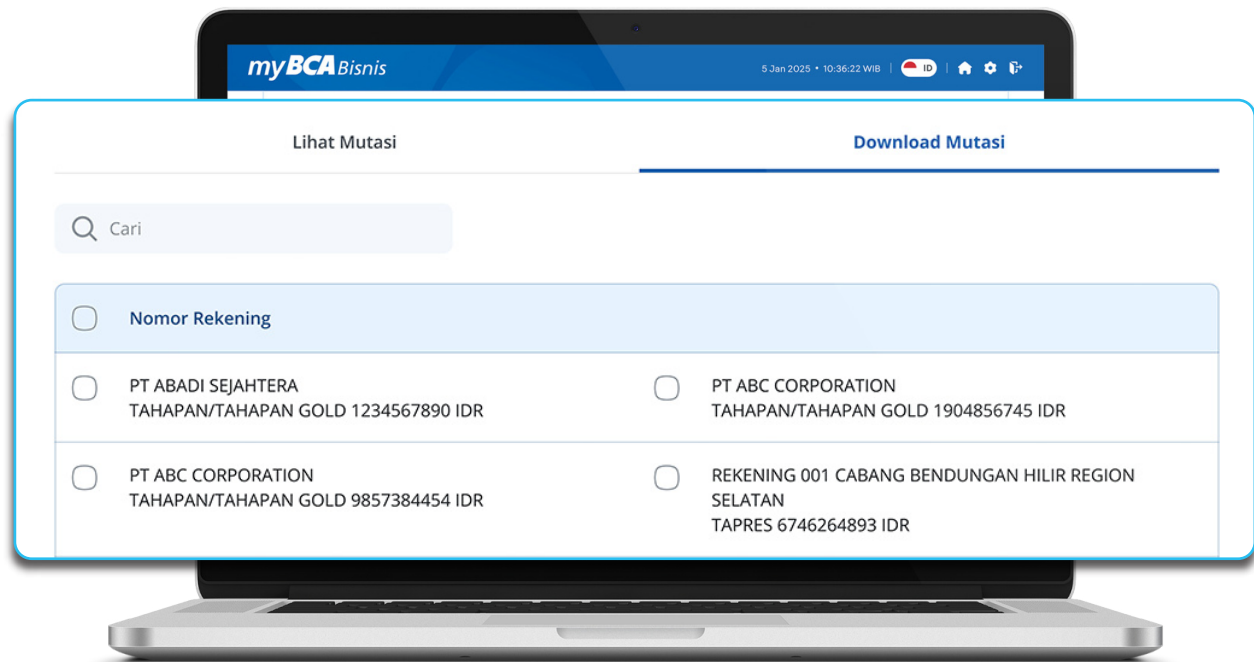 myBCA Bisnis
5 Jan 2025 • 10:36:22 WIB | ID |
Lihat Mutasi
Download Mutasi
Cari
Nomor Rekening
PT ABADI SEJAHTERA
TAHAPAN/TAHAPAN GOLD 1234567890 IDR
PT ABC CORPORATION
TAHAPAN/TAHAPAN GOLD 1904856745 IDR
PT ABC CORPORATION
TAHAPAN/TAHAPAN GOLD 9857384454 IDR
REKENING 001 CABANG BENDUNGAN HILIR REGION
SELATAN
TAPRES 6746264893 IDR